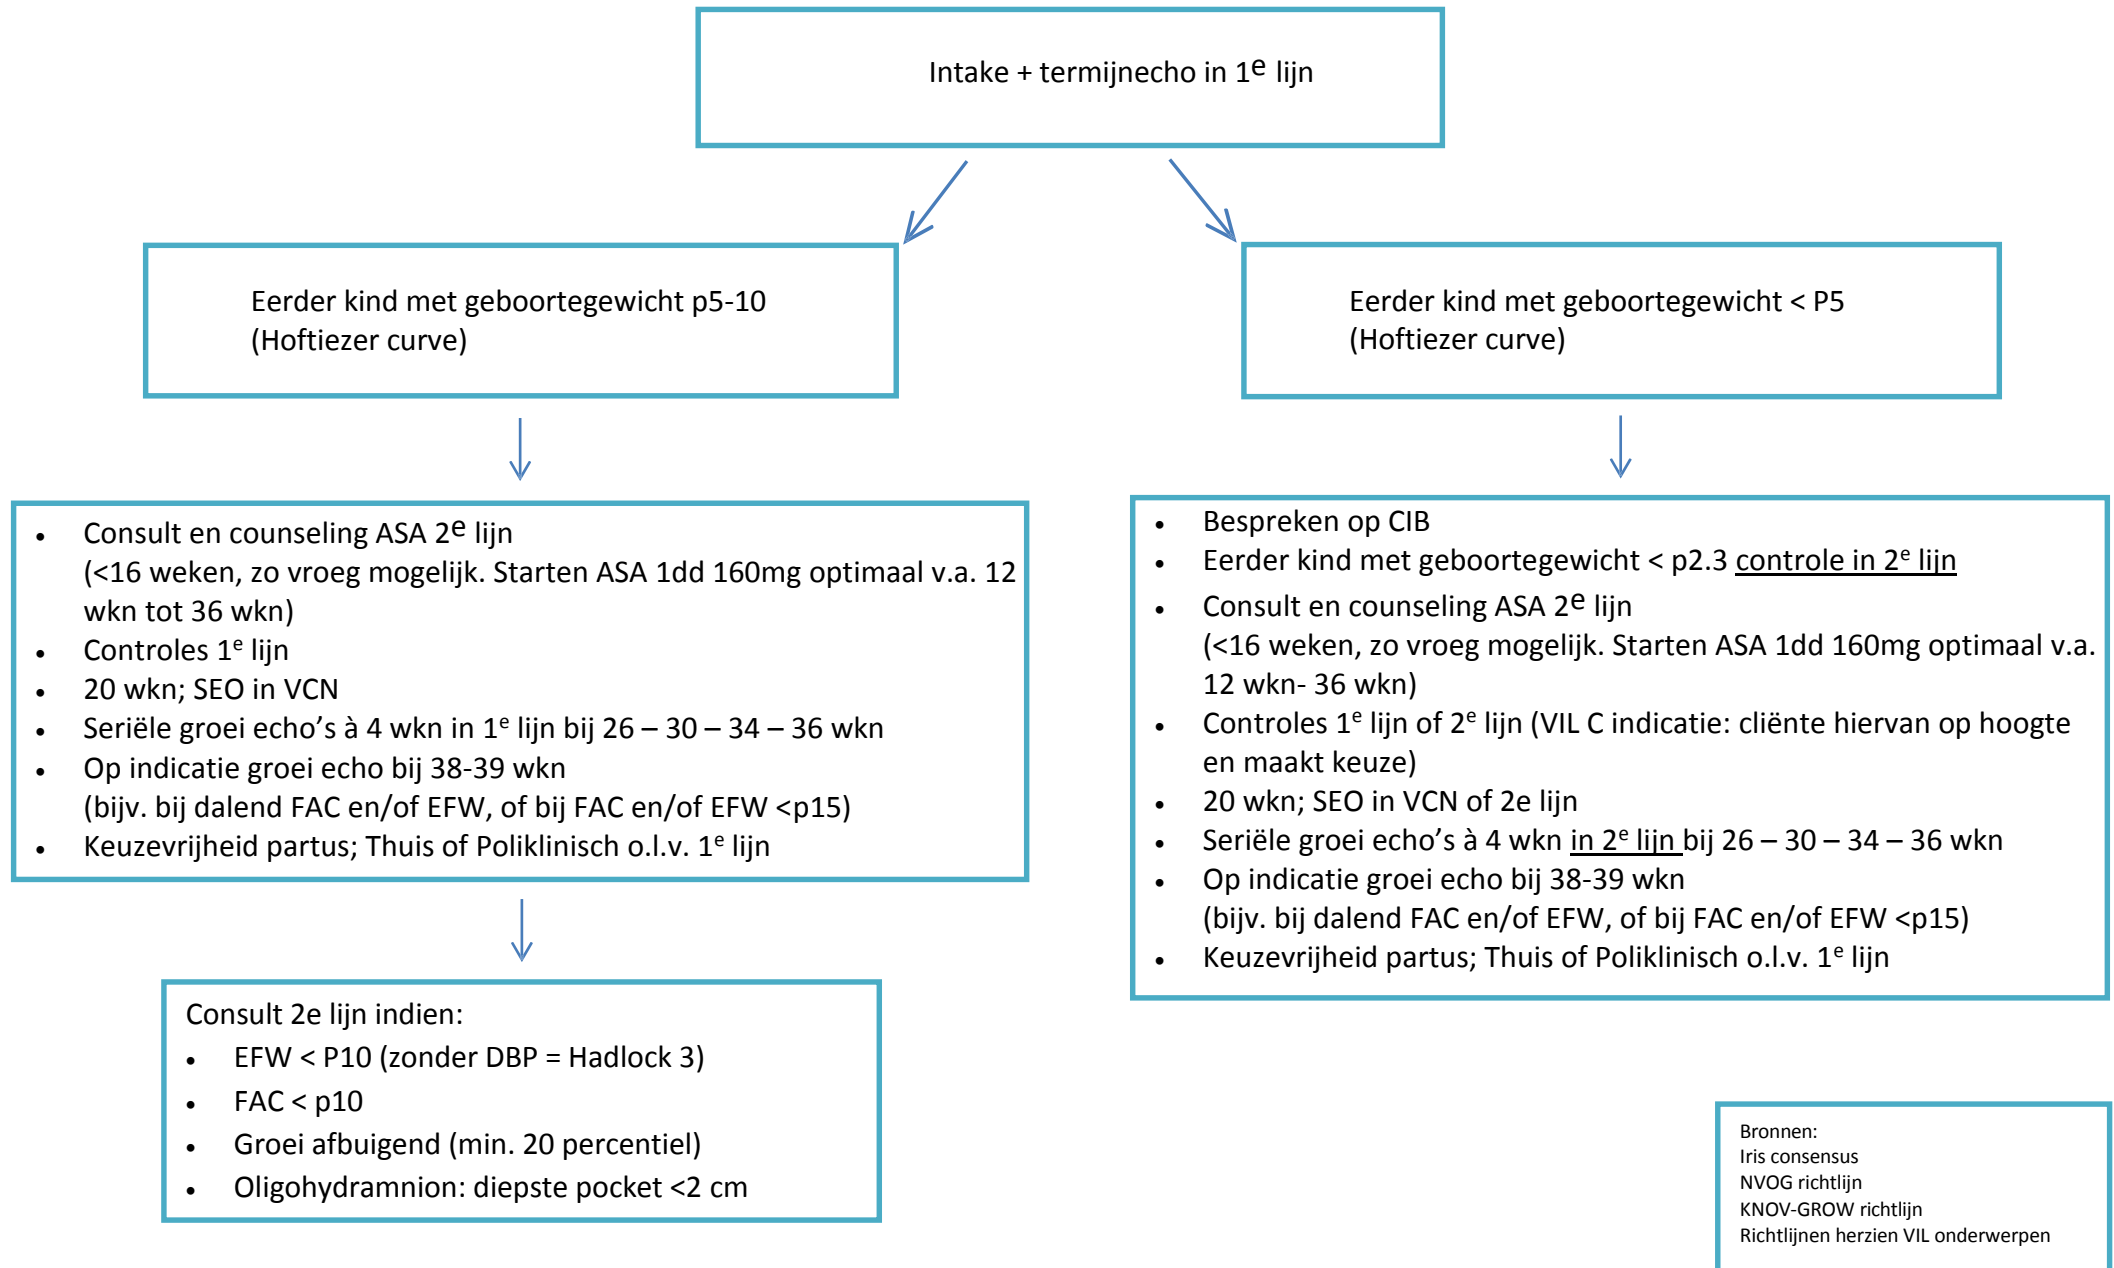 Intake + termijnecho in 1e lijn
Eerder kind met geboortegewicht p5-10
(Hoftiezer curve)
Eerder kind met geboortegewicht < P5
(Hoftiezer curve)
• Consult en counseling ASA 2e lijn
(<16 weken, zo vroeg mogelijk. Starten ASA 1dd 160mg optimaal v.a. 12
wkn tot 36 wkn)
• Controles 1e lijn
• 20 wkn; SEO in VCN
• Seriële groei echo’s à 4 wkn in 1e lijn bij 26 – 30 – 34 – 36 wkn
• Op indicatie groei echo bij 38-39 wkn
(bijv. bij dalend FAC en/of EFW, of bij FAC en/of EFW <p15)
• Keuzevrijheid partus; Thuis of Poliklinisch o.l.v. 1e lijn
• Bespreken op CIB
• Eerder kind met geboortegewicht < p2.3 controle in 2e lijn
• Consult en counseling ASA 2e lijn
(<16 weken, zo vroeg mogelijk. Starten ASA 1dd 160mg optimaal v.a.
12 wkn- 36 wkn)
• Controles 1e lijn of 2e lijn (VIL C indicatie: cliënte hiervan op hoogte
en maakt keuze)
• 20 wkn; SEO in VCN of 2e lijn
• Seriële groei echo’s à 4 wkn in 2e lijn bij 26 – 30 – 34 – 36 wkn
• Op indicatie groei echo bij 38-39 wkn
(bijv. bij dalend FAC en/of EFW, of bij FAC en/of EFW <p15)
• Keuzevrijheid partus; Thuis of Poliklinisch o.l.v. 1e lijn
Consult 2e lijn indien:
• EFW < P10 (zonder DBP = Hadlock 3)
• FAC < p10
• Groei afbuigend (min. 20 percentiel)
• Oligohydramnion: diepste pocket <2 cm
Bronnen:
Iris consensus
NVOG richtlijn
KNOV-GROW richtlijn
Richtlijnen herzien VIL onderwerpen